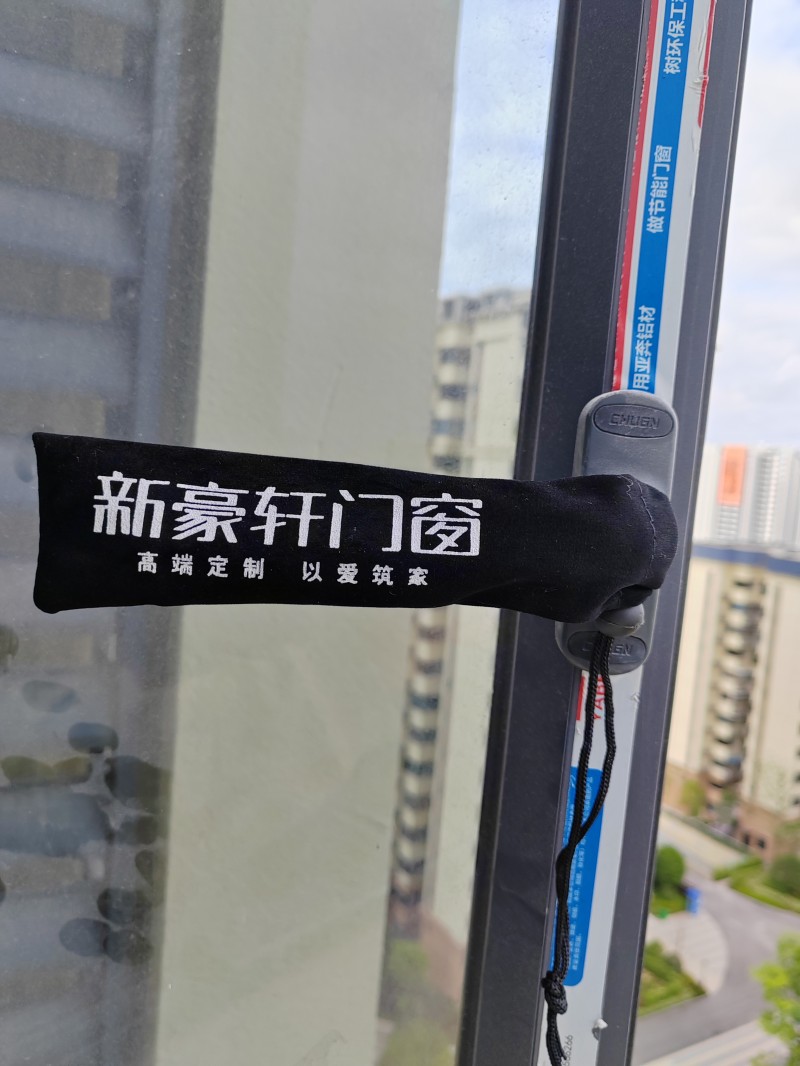 树环保工
做节能门窗
用亚奔铝材
CHUGN
新豪轩门窗
高端定制 以爱筑家